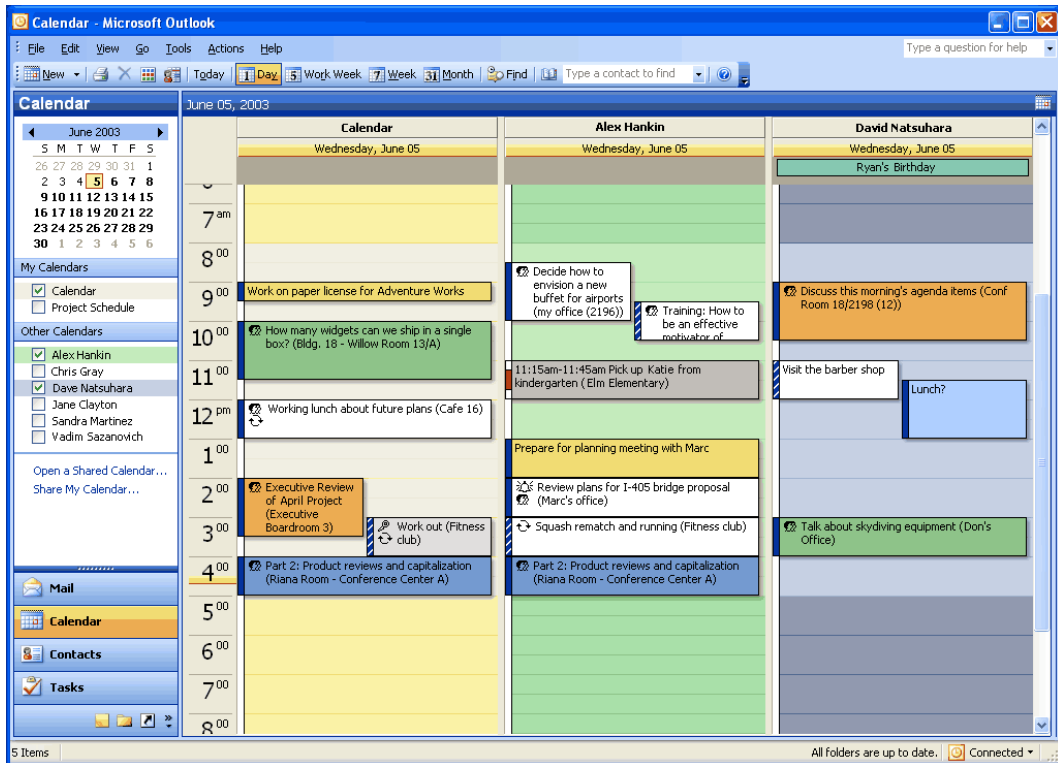 Calendar - Microsoft Outlook
File Edit View Go Tools Actions Help
Type a question for help
New Today 1 Day 5 Work Week 7 Week 31 Month Find Type a contact to find
Calendar
June 2003
S M T W T F S
26 27 28 29 30 31 1
2 3 4 5 6 7 8
9 10 11 12 13 14 15
16 17 18 19 20 21 22
23 24 25 26 27 28 29
30 1 2 3 4 5 6
My Calendars
Calendar
Project Schedule
Other Calendars
Alex Hankin
Chris Gray
Dave Natsuhara
Jane Clayton
Sandra Martinez
Vadim Sazanovich
Open a Shared Calendar...
Share My Calendar...
Mail
Calendar
Contacts
Tasks
June 05, 2003
Calendar
Wednesday, June 05
Alex Hankin
Wednesday, June 05
David Natsuhara
Wednesday, June 05
Ryan's Birthday
7 am
8 00
9 00
10 00
11 00
12 pm
1 00
2 00
3 00
4 00
5 00
6 00
7 00
8 00
Work on paper license for Adventure Works
How many widgets can we ship in a single
box? (Bldg. 18 - Willow Room 13/A)
Working lunch about future plans (Cafe 16)
Executive Review
of April Project
(Executive
Boardroom 3)
Work out (Fitness
club)
Part 2: Product reviews and capitalization
(Riana Room - Conference Center A)
Decide how to
envision a new
buffet for airports
(my office (2196))
Training: How to
be an effective
motivator of
11:15am-11:45am Pick up Katie from
kindergarten (Elm Elementary)
Prepare for planning meeting with Marc
Review plans for I-405 bridge proposal
(Marc's office)
Squash rematch and running (Fitness club)
Part 2: Product reviews and capitalization
(Riana Room - Conference Center A)
Discuss this morning's agenda items (Conf
Room 18/2198 (12))
Visit the barber shop
Lunch?
Talk about skydiving equipment (Don's
Office)
5 Items
All folders are up to date.
Connected